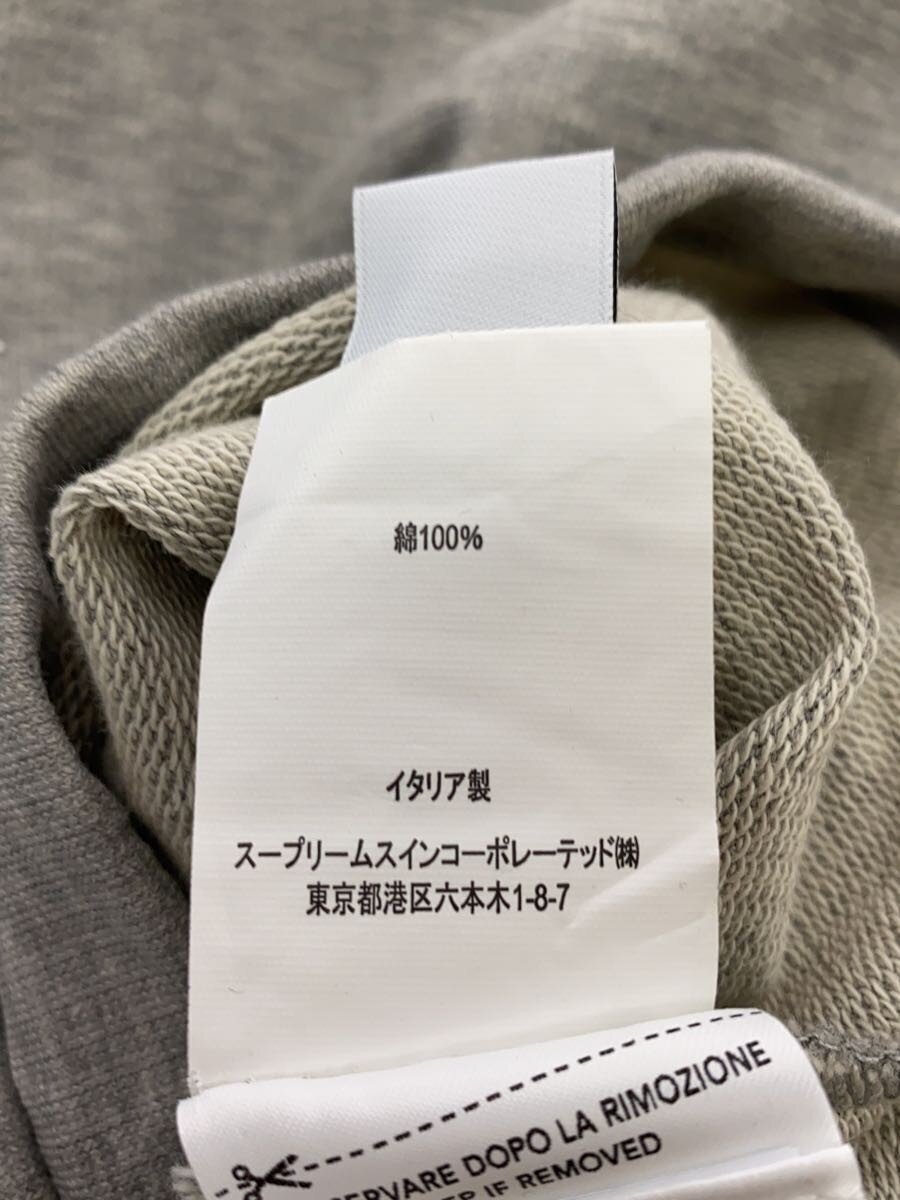 綿100%
イタリア製
スープリームスインコーポレーテッド㈱
東京都港区六本木1-8-7
DOPO LA RIMOZIONE
IF REMOVED